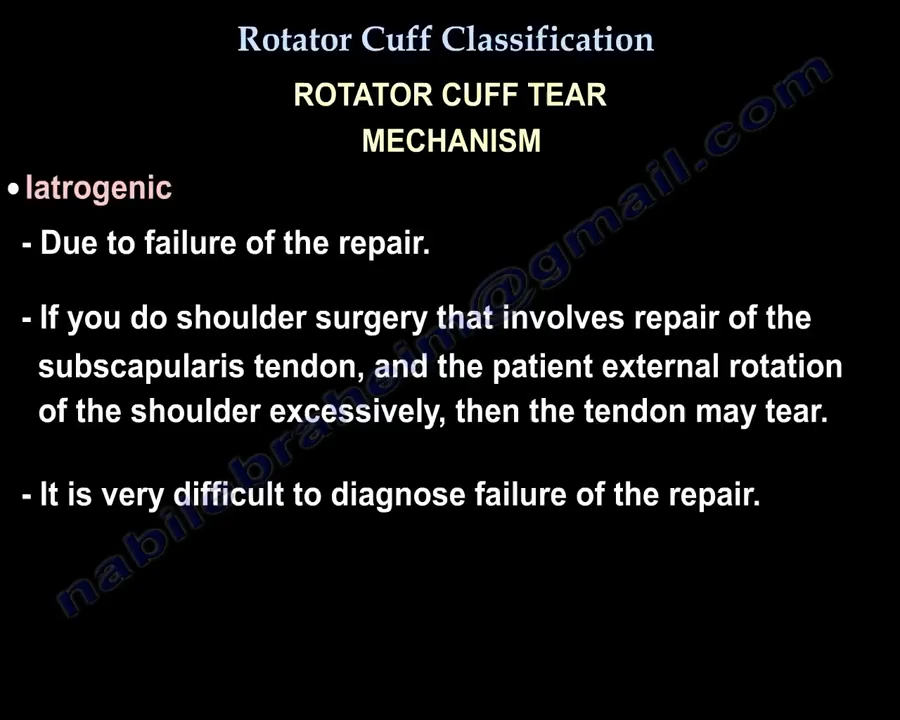 Rotator Cuff Classification
ROTATOR CUFF TEAR
MECHANISM
• Iatrogenic
- Due to failure of the repair.
- If you do shoulder surgery that involves repair of the
subscapularis tendon, and the patient external rotation
of the shoulder excessively, then the tendon may tear.
- It is very difficult to diagnose failure of the repair.
nabilabraheim@gmail.com